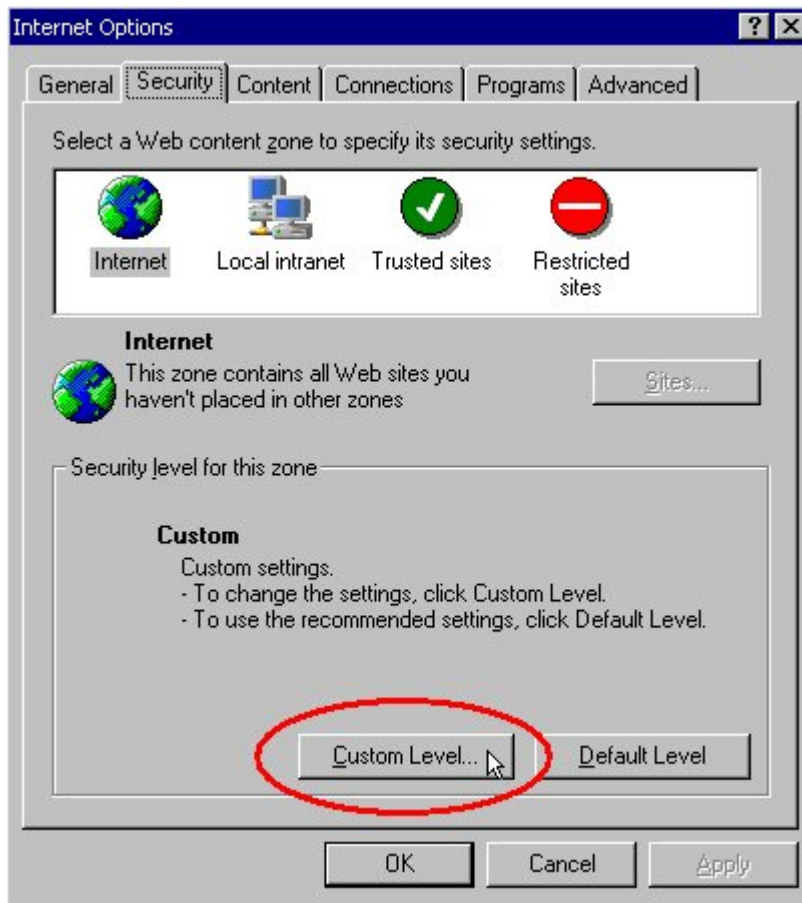 Internet Options
General Security Content Connections Programs Advanced
Select a Web content zone to specify its security settings.
Internet Local intranet Trusted sites Restricted
sites
Internet
This zone contains all Web sites you
haven't placed in other zones
Sites...
Security level for this zone
Custom
Custom settings.
- To change the settings, click Custom Level.
- To use the recommended settings, click Default Level.
Custom Level... Default Level
OK Cancel Apply